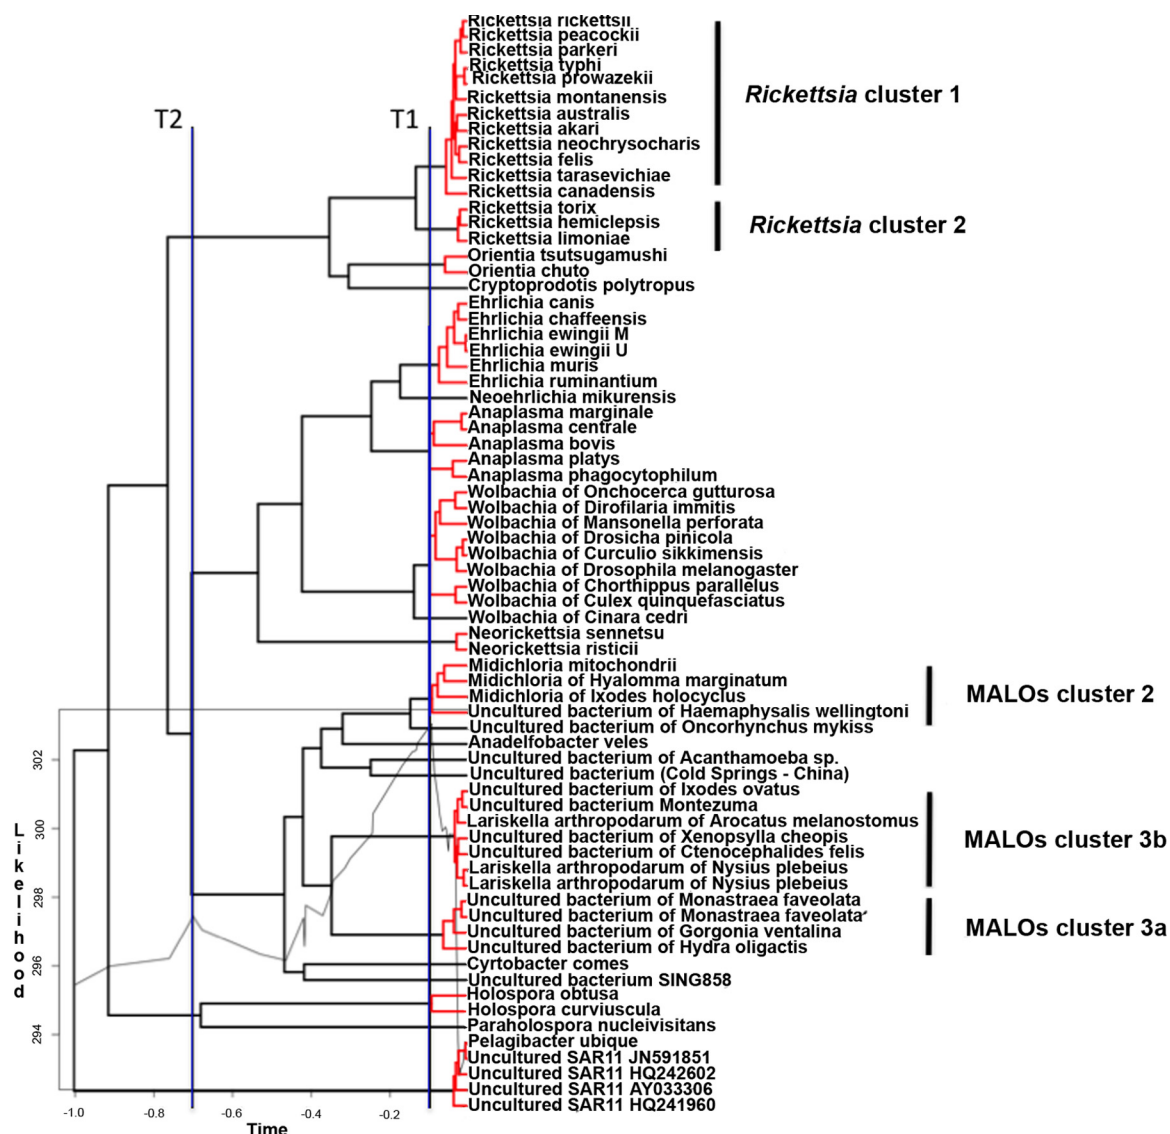 Rickettsia rickettsii
Rickettsia peacockii
Rickettsia parkeri
Rickettsia typhi
Rickettsia prowazekii
Rickettsia montanensis
Rickettsia australis
Rickettsia akari
Rickettsia neochrysocharis
Rickettsia felis
Rickettsia tarasevichiae
Rickettsia canadensis
Rickettsia torix
Rickettsia hemiclepsis
Rickettsia limoniae
Orientia tsutsugamushi
Orientia chuto
Cryptoprodotis polytropus
Ehrlichia canis
Ehrlichia chaffeensis
Ehrlichia ewingii M
Ehrlichia ewingii U
Ehrlichia muris
Ehrlichia ruminantium
Neoehrlichia mikurensis
Anaplasma marginale
Anaplasma centrale
Anaplasma bovis
Anaplasma platys
Anaplasma phagocytophilum
Wolbachia of Onchocerca gutturosa
Wolbachia of Dirofilaria immitis
Wolbachia of Mansonella perforata
Wolbachia of Drosicha pinicola
Wolbachia of Curculio sikkimensis
Wolbachia of Drosophila melanogaster
Wolbachia of Chorthippus parallelus
Wolbachia of Culex quinquefasciatus
Wolbachia of Cinara cedri
Neorickettsia sennetsu
Neorickettsia risticii
Midichloria mitochondrii
Midichloria of Hyalomma marginatum
Midichloria of Ixodes holocyclus
Uncultured bacterium of Haemaphysalis wellingtoni
Uncultured bacterium of Oncorhynchus mykiss
Anadelfobacter veles
Uncultured bacterium of Acanthamoeba sp.
Uncultured bacterium (Cold Springs - China)
Uncultured bacterium of Ixodes ovatus
Uncultured bacterium Montezuma
Lariskella arthropodarum of Arocatus melanostomus
Uncultured bacterium of Xenopsylla cheopis
Uncultured bacterium of Ctenocephalides felis
Lariskella arthropodarum of Nysius plebeius
Lariskella arthropodarum of Nysius plebeius
Uncultured bacterium of Monastraea faveolata
Uncultured bacterium of Monastraea faveolata
Uncultured bacterium of Gorgonia ventalina
Uncultured bacterium of Hydra oligactis
Cyrtobacter comes
Uncultured bacterium SING858
Holospora obtusa
Holospora curviuscula
Paraholospora nucleivisitans
Pelagibacter ubique
Uncultured SAR11 JN591851
Uncultured SAR11 HQ242602
Uncultured SAR11 AY033306
Uncultured SAR11 HQ241960
Rickettsia cluster 1
Rickettsia cluster 2
MALOs cluster 2
MALOs cluster 3b
MALOs cluster 3a
T2
T1
Likelihood
302
300
298
296
294
-1.0
-0.8
-0.6
-0.4
-0.2
Time